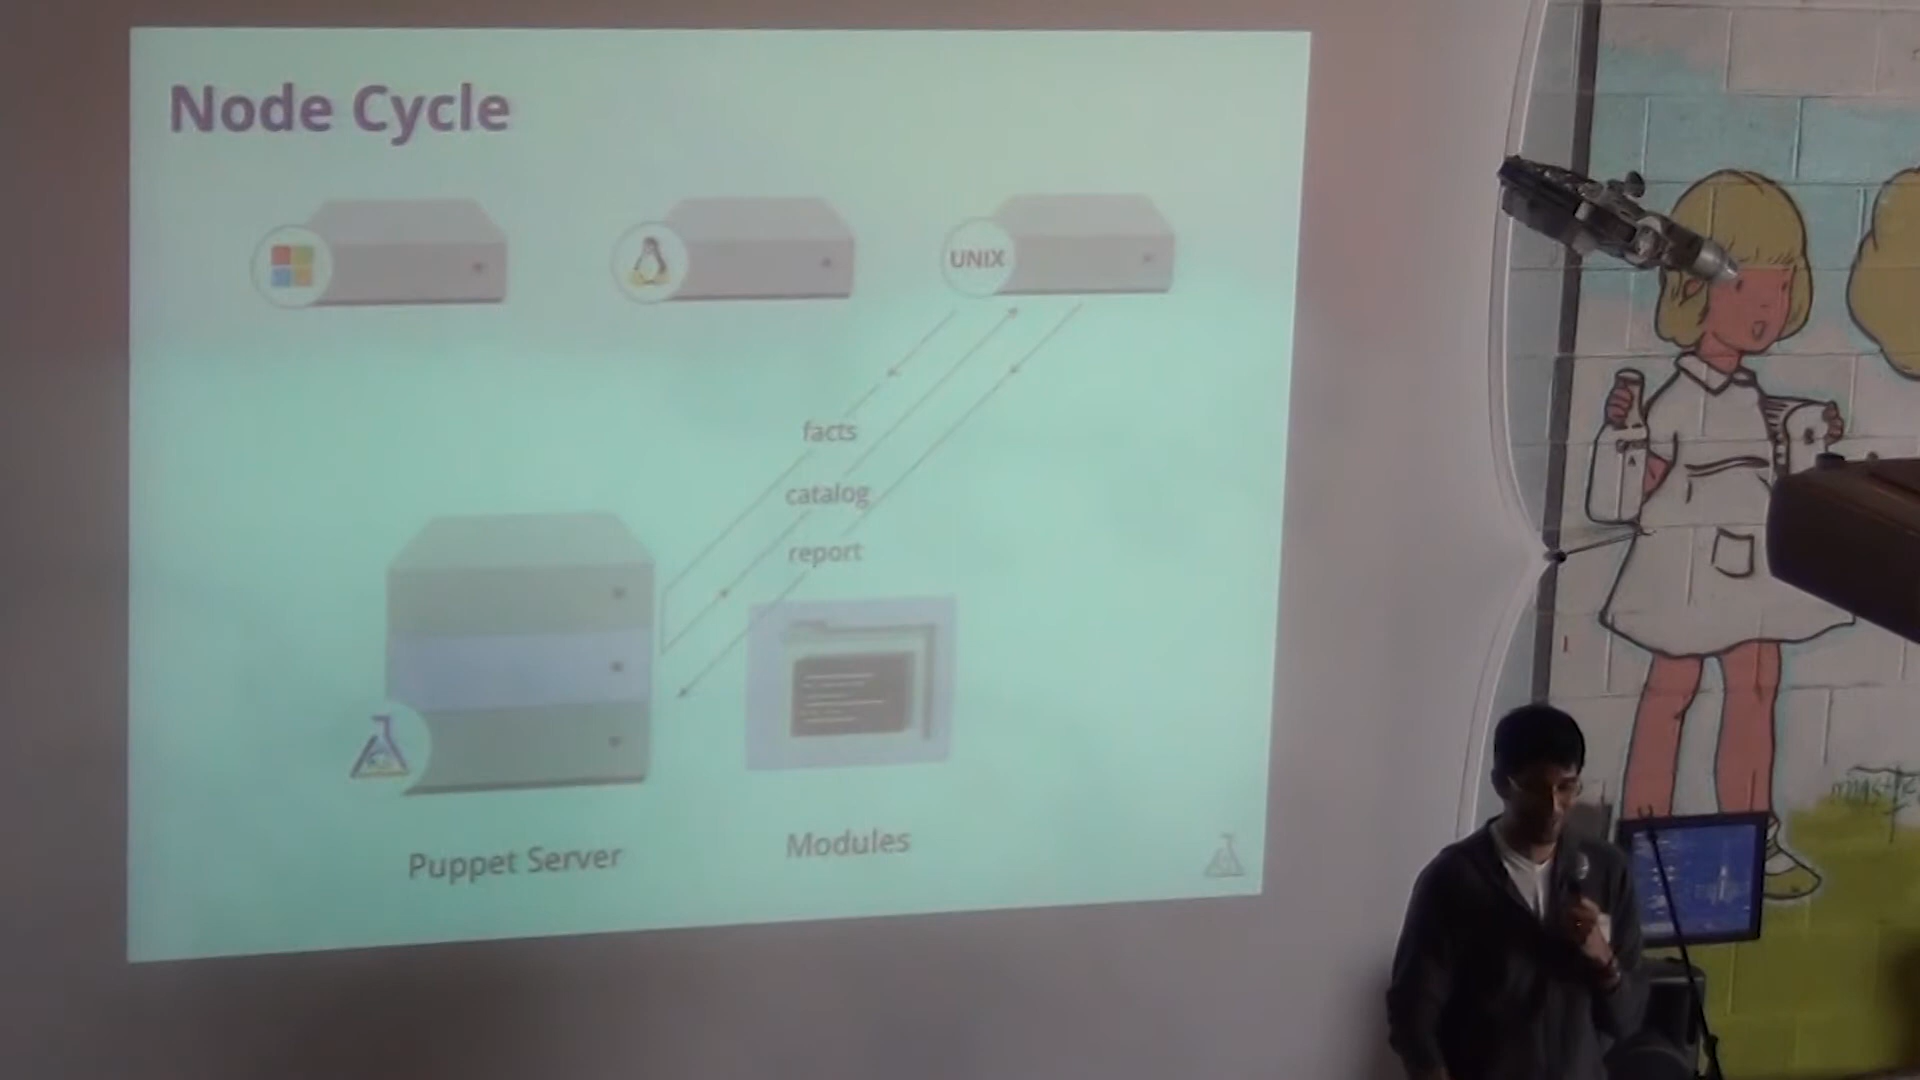 Node Cycle
UNIX
facts
catalog
report
Puppet Server
Modules